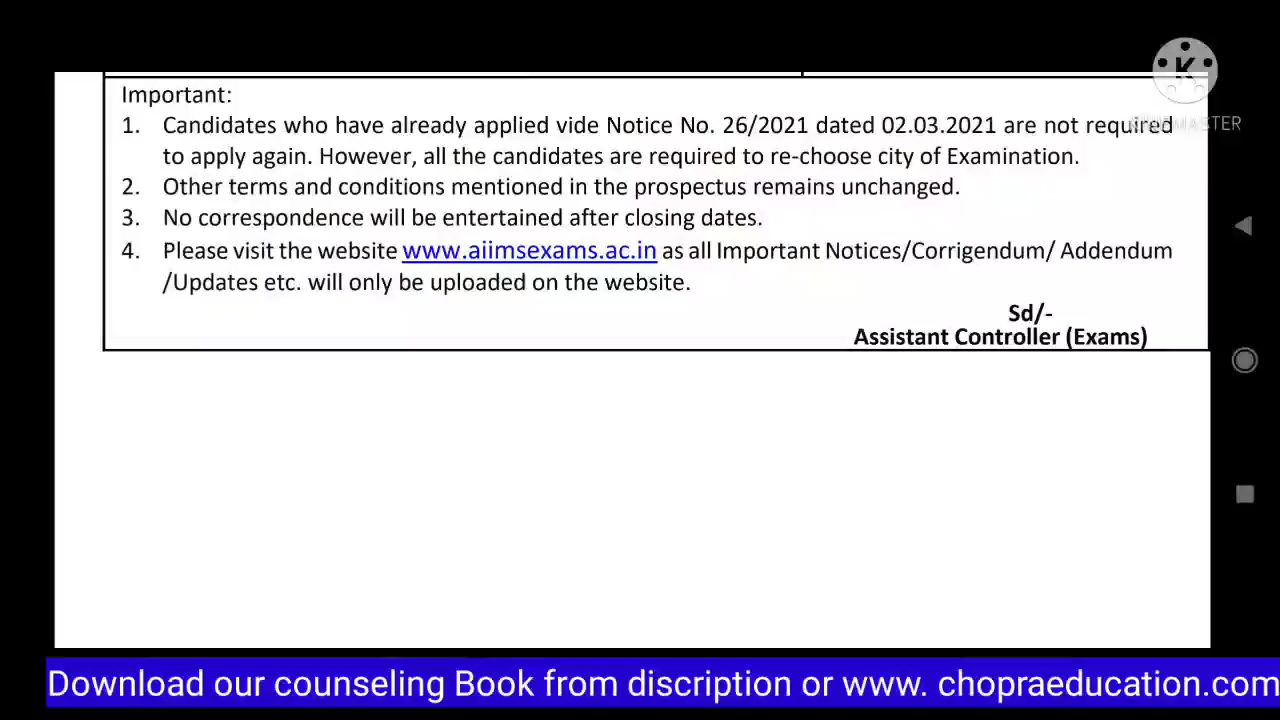 Important:
1. Candidates who have already applied vide Notice No. 26/2021 dated 02.03.2021 are not required
to apply again. However, all the candidates are required to re-choose city of Examination.
2. Other terms and conditions mentioned in the prospectus remains unchanged.
3. No correspondence will be entertained after closing dates.
4. Please visit the website www.aiimsexams.ac.in as all Important Notices/Corrigendum/ Addendum
/Updates etc. will only be uploaded on the website.
Sd/-
Assistant Controller (Exams)
K
KINEMASTER
Download our counseling Book from discription or www. chopraeducation.com